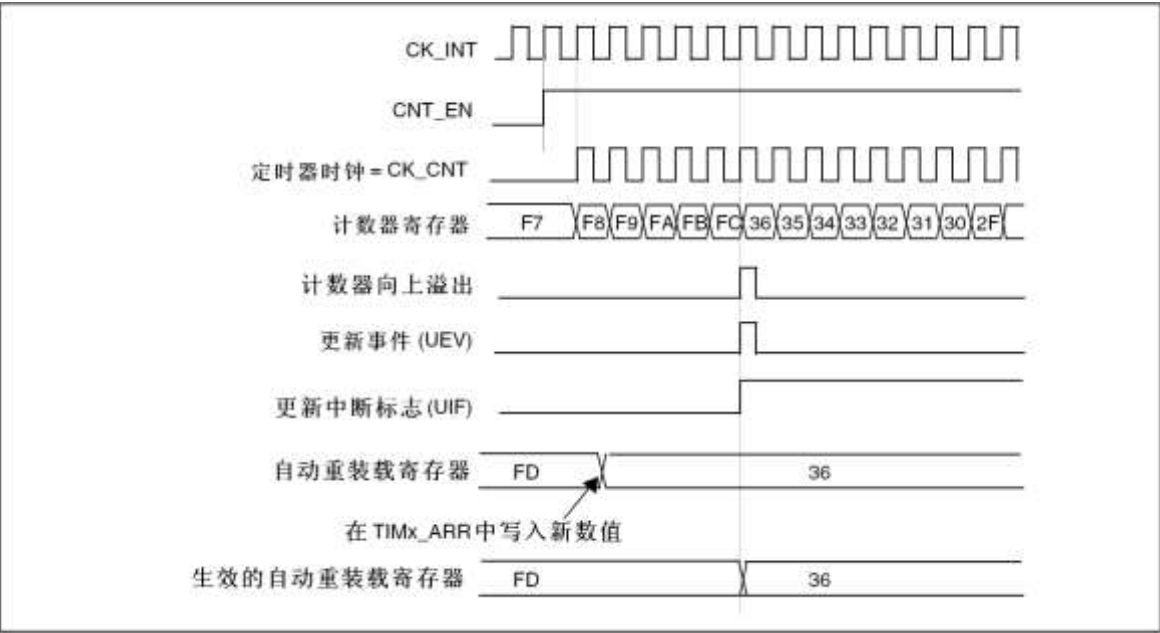 CK_INT
CNT_EN
定时器时钟 = CK_CNT
计数器寄存器 F7 F8 F9 FA FB FC 36 35 34 33 32 31 30 2F
计数器向上溢出
更新事件 (UEV)
更新中断标志 (UIF)
自动重装载寄存器 FD 36
在 TIMx_ARR 中写入新数值
生效的自动重装载寄存器 FD 36